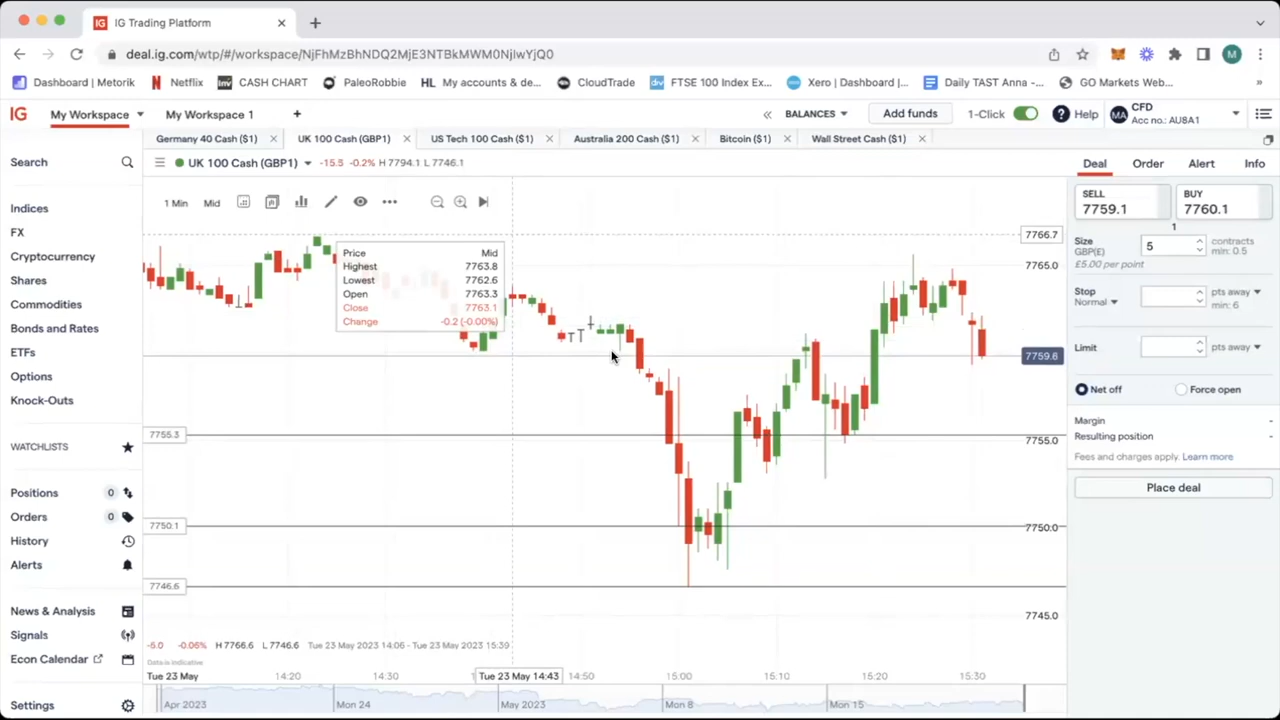 IG Trading Platform
deal.ig.com/wtp/#/workspace/NjFhMzBhNDQ2MjE3NTBkMWM0NjIwYjQ0
M
Dashboard | Metorik
Netflix
CASH CHART
PaleoRobbie
HL My accounts & de...
CloudTrade
FTSE 100 Index Ex...
Xero | Dashboard |...
Daily TAST Anna -...
GO Markets Web...
»
IG
My Workspace
My Workspace 1
+
«
BALANCES
Add funds
1-Click
? Help
MA
CFD
Acc no.: AU8A1
Germany 40 Cash ($1)
UK 100 Cash (GBP1)
US Tech 100 Cash ($1)
Australia 200 Cash ($1)
Bitcoin ($1)
Wall Street Cash ($1)
Search
UK 100 Cash (GBP1) -15.5 -0.2% H 7794.1 L 7746.1
Deal
Order
Alert
Info
Indices
FX
Cryptocurrency
Shares
Commodities
Bonds and Rates
ETFs
Options
Knock-Outs
WATCHLISTS
Positions 0
Orders 0
History
Alerts
News & Analysis
Signals
Econ Calendar
Settings
1 Min
Mid
Price Mid
Highest 7763.8
Lowest 7762.6
Open 7763.3
Close 7763.1
Change -0.2 (-0.00%)
7766.7
7765.0
7759.6
7755.3
7755.0
7750.1
7750.0
7746.6
7745.0
-5.0 -0.06% H 7766.6 L 7746.6 Tue 23 May 2023 14:06 - Tue 23 May 2023 15:39
Data is indicative
Tue 23 May
14:20
14:30
Tue 23 May 2023 14:43
14:50
15:00
15:10
15:20
15:30
Apr 2023
Mon 24
May 2023
Mon 8
Mon 15
SELL
7759.1
BUY
7760.1
1
Size
GBP(E)
5
contracts
min: 0.5
£5.00 per point
Stop
Normal
pts away
min: 6
Limit
pts away
Net off
Force open
Margin -
Resulting position -
Fees and charges apply. Learn more
Place deal